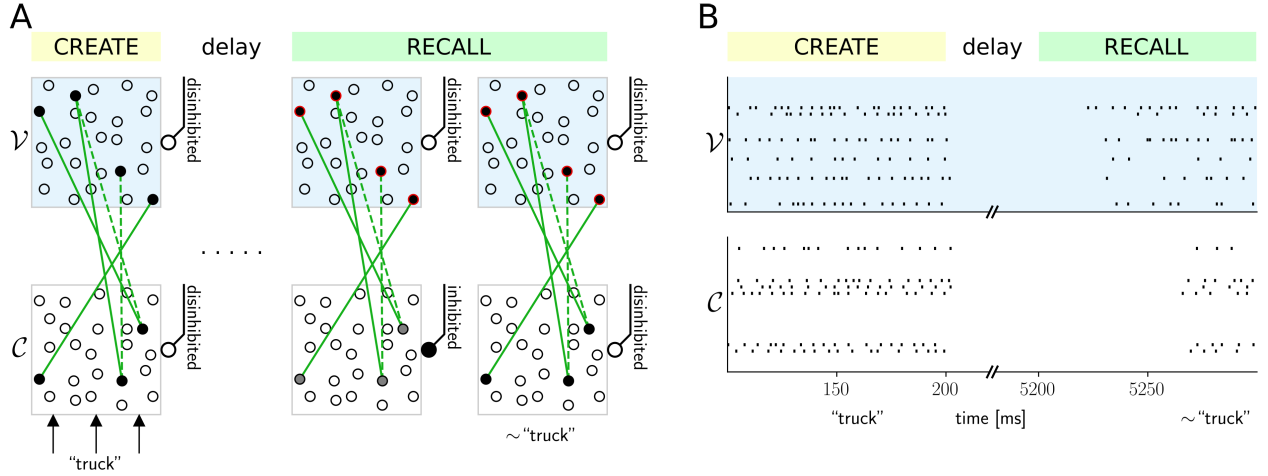 A
CREATE delay RECALL
𝒱
disinhibited
disinhibited
disinhibited
. . . . .
𝒞
disinhibited
inhibited
disinhibited
“truck”
∼“truck”
B
CREATE delay RECALL
𝒱
𝒞
150 200 5200 5250
“truck” time [ms] ∼“truck”